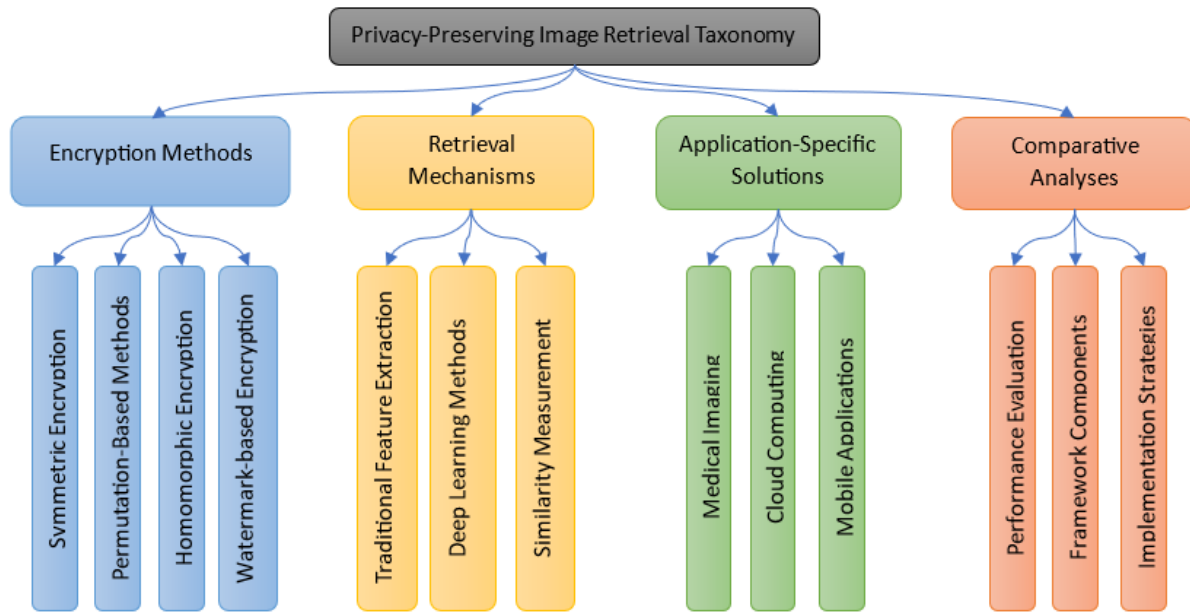 Privacy-Preserving Image Retrieval Taxonomy
Encryption Methods
Retrieval
Mechanisms
Application-Specific
Solutions
Comparative
Analyses
Symmetric Encryption
Permutation-Based Methods
Homomorphic Encryption
Watermark-based Encryption
Traditional Feature Extraction
Deep Learning Methods
Similarity Measurement
Medical Imaging
Cloud Computing
Mobile Applications
Performance Evaluation
Framework Components
Implementation Strategies